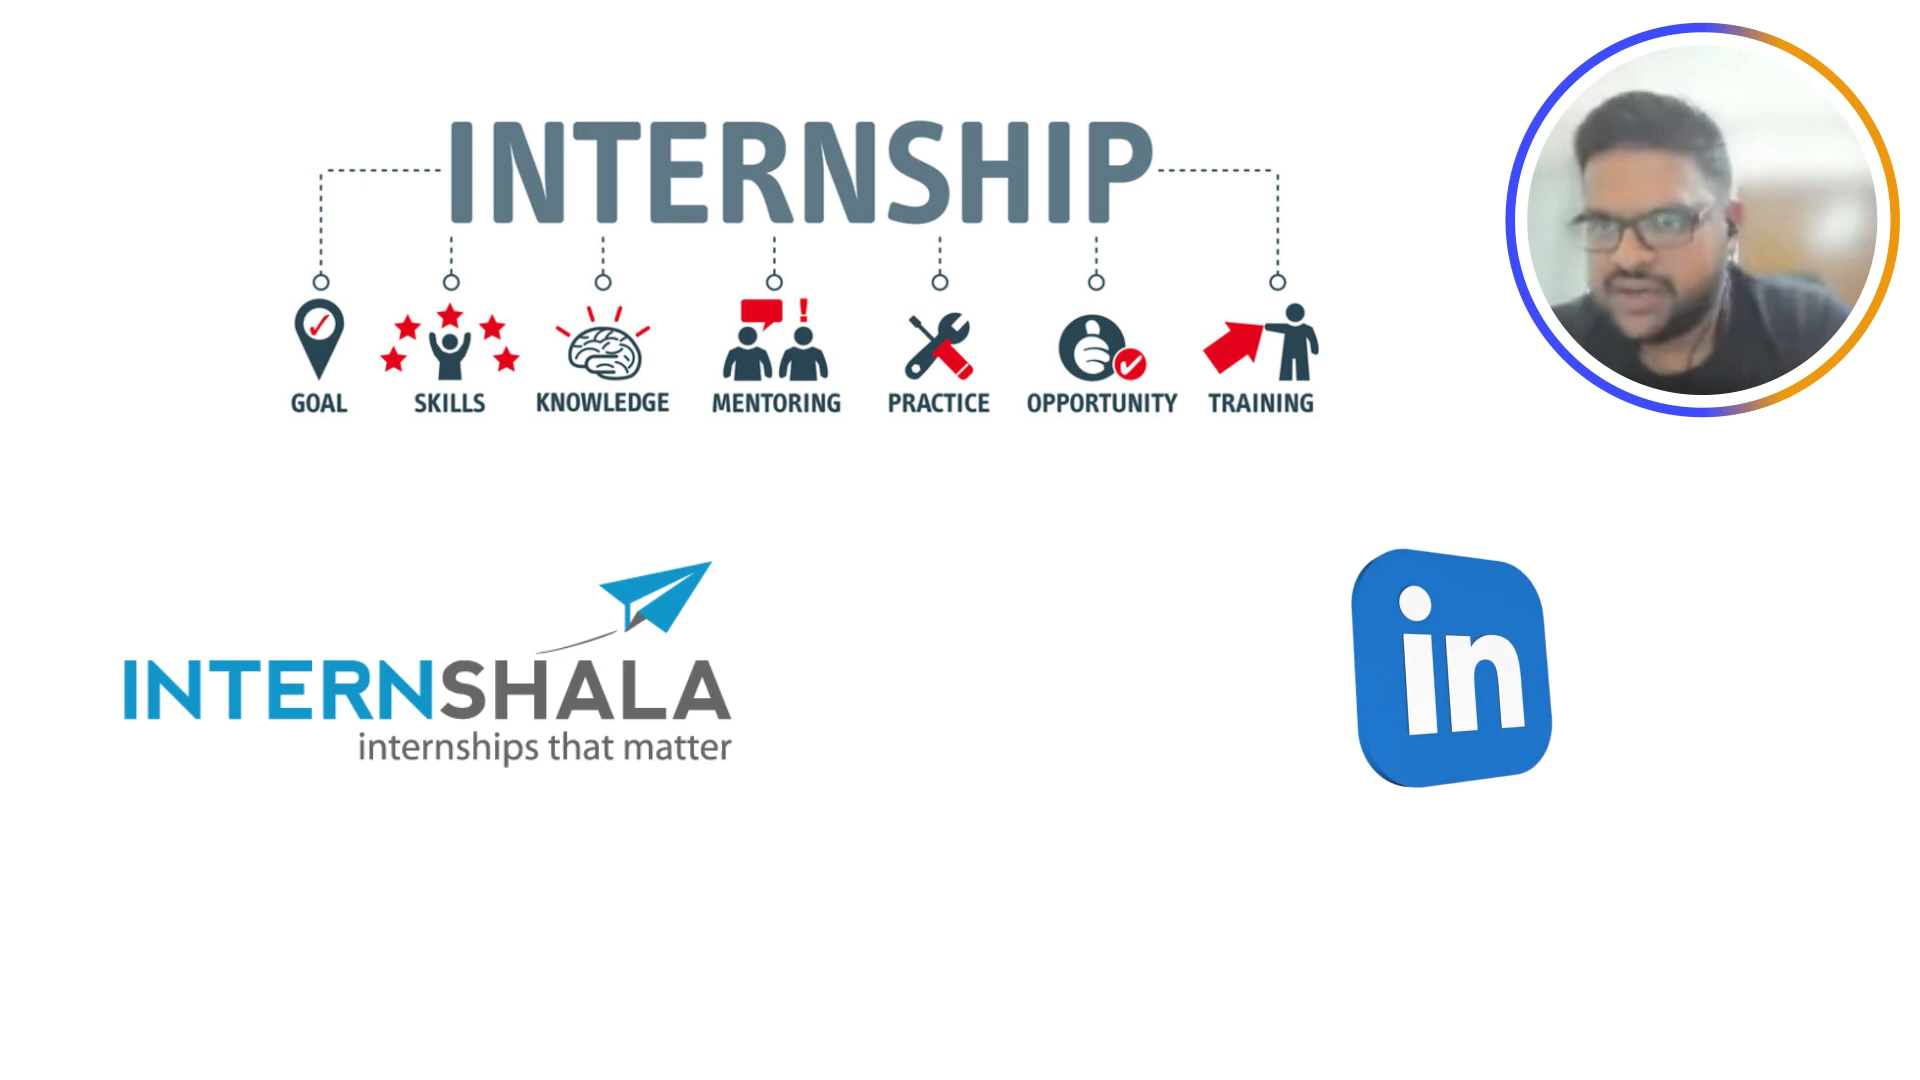 INTERNSHIP
GOAL SKILLS KNOWLEDGE MENTORING PRACTICE OPPORTUNITY TRAINING
INTERNSHALA
internships that matter
in